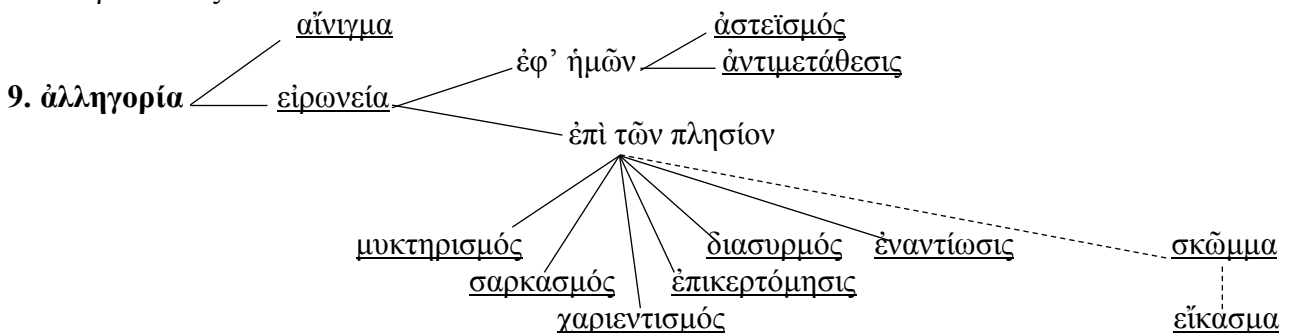 αἴνιγμα
ἀστεϊσμός
ἐφ’ ἡμῶν
ἀντιμετάθεσις
9. ἀλληγορία
εἰρωνεία
ἐπὶ τῶν πλησίον
μυκτηρισμός
διασυρμός
ἐναντίωσις
σκῶμμα
σαρκασμός
ἐπικερτόμησις
χαριεντισμός
εἴκασμα